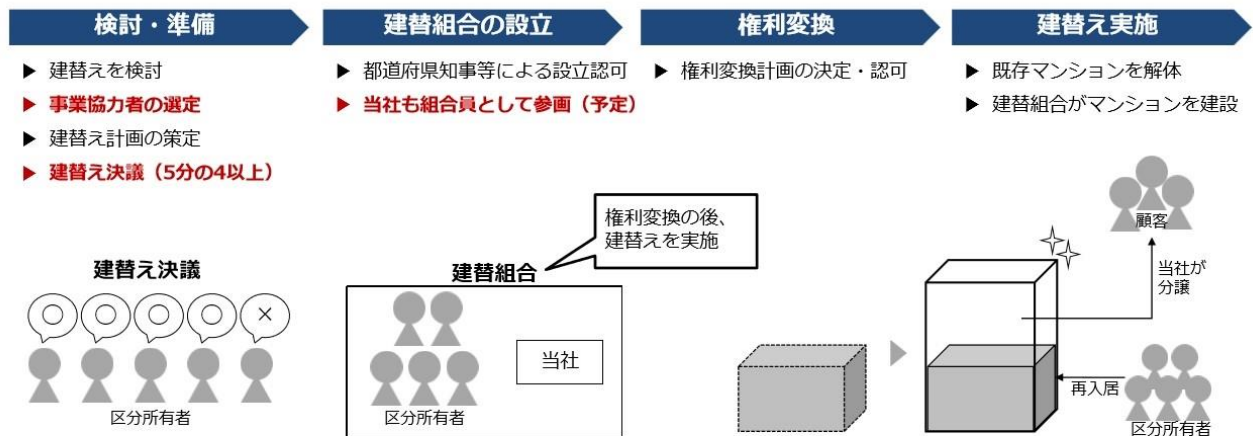 検討・準備
▶ 建替えを検討
▶ 事業協力者の選定
▶ 建替え計画の策定
▶ 建替え決議（5分の4以上）
建替え決議
○ ○ ○ ○ ×
区分所有者
建替組合の設立
▶ 都道府県知事等による設立認可
▶ 当社も組合員として参画（予定）
権利変換の後、
建替えを実施
建替組合
当社
区分所有者
権利変換
▶ 権利変換計画の決定・認可
建替え実施
▶ 既存マンションを解体
▶ 建替組合がマンションを建設
顧客
当社が
分譲
再入居
区分所有者